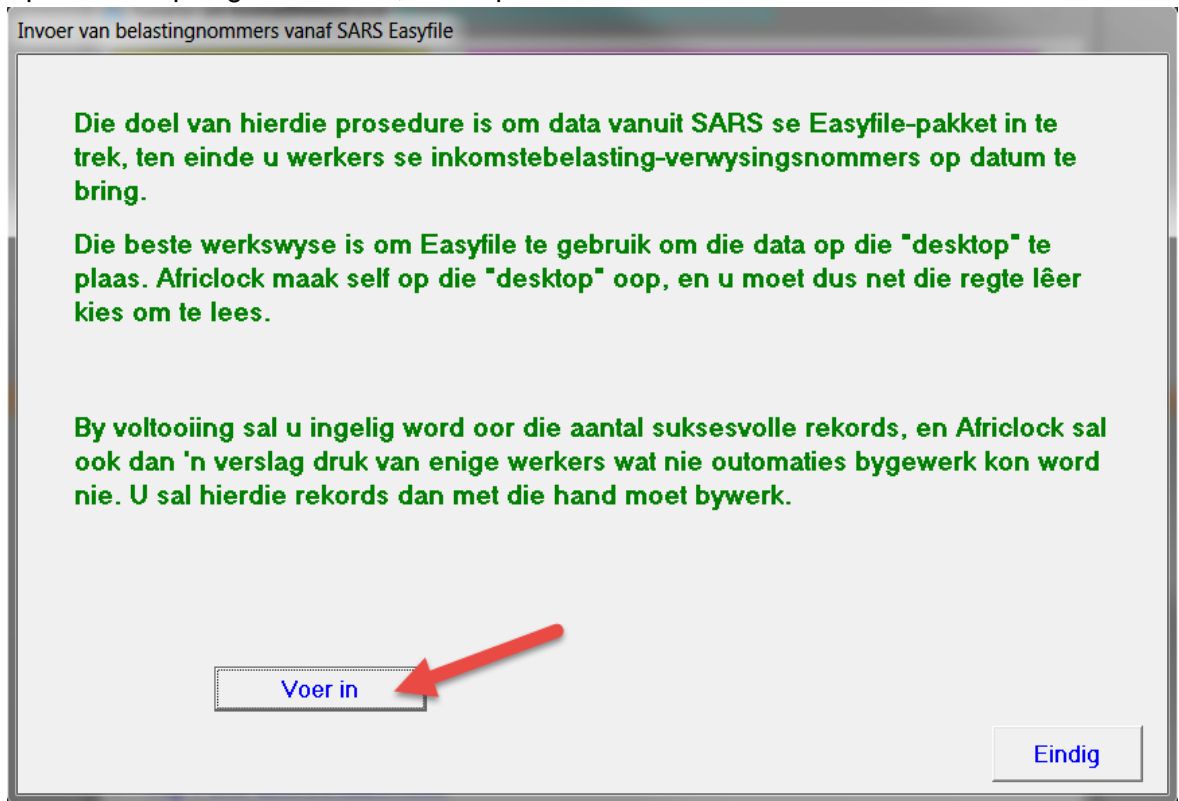 Invoer van belastingnommers vanaf SARS Easyfile
Die doel van hierdie prosedure is om data vanuit SARS se Easyfile-pakket in te
trek, ten einde u werkers se inkomstebelasting-verwysingsnommers op datum te
bring.
Die beste werkswyse is om Easyfile te gebruik om die data op die "desktop" te
plaas. Africlock maak self op die "desktop" oop, en u moet dus net die regte lêer
kies om te lees.
By voltooiing sal u ingelig word oor die aantal suksesvolle rekords, en Africlock sal
ook dan 'n verslag druk van enige werkers wat nie outomaties bygewerk kon word
nie. U sal hierdie rekords dan met die hand moet bywerk.
Voer in
Eindig